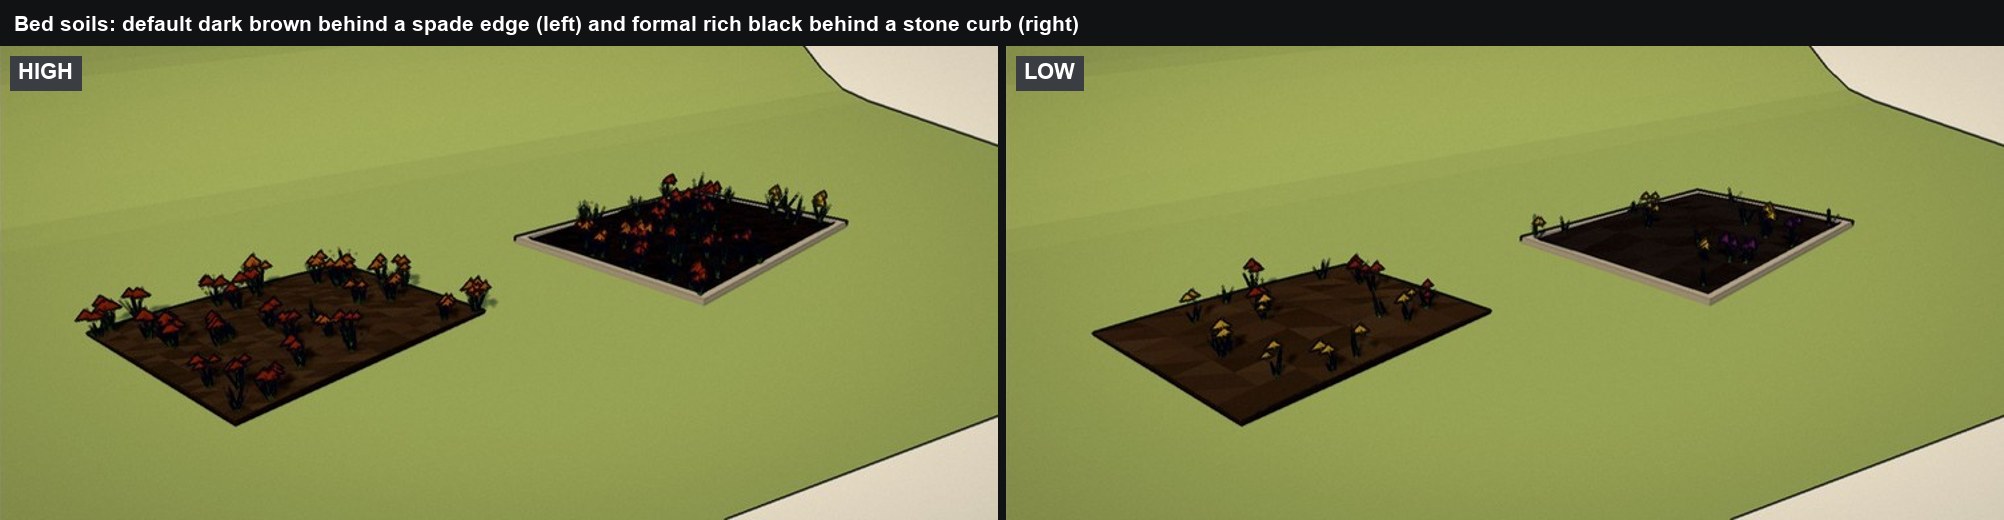 Bed soils: default dark brown behind a spade edge (left) and formal rich black behind a stone curb (right)
HIGH
LOW